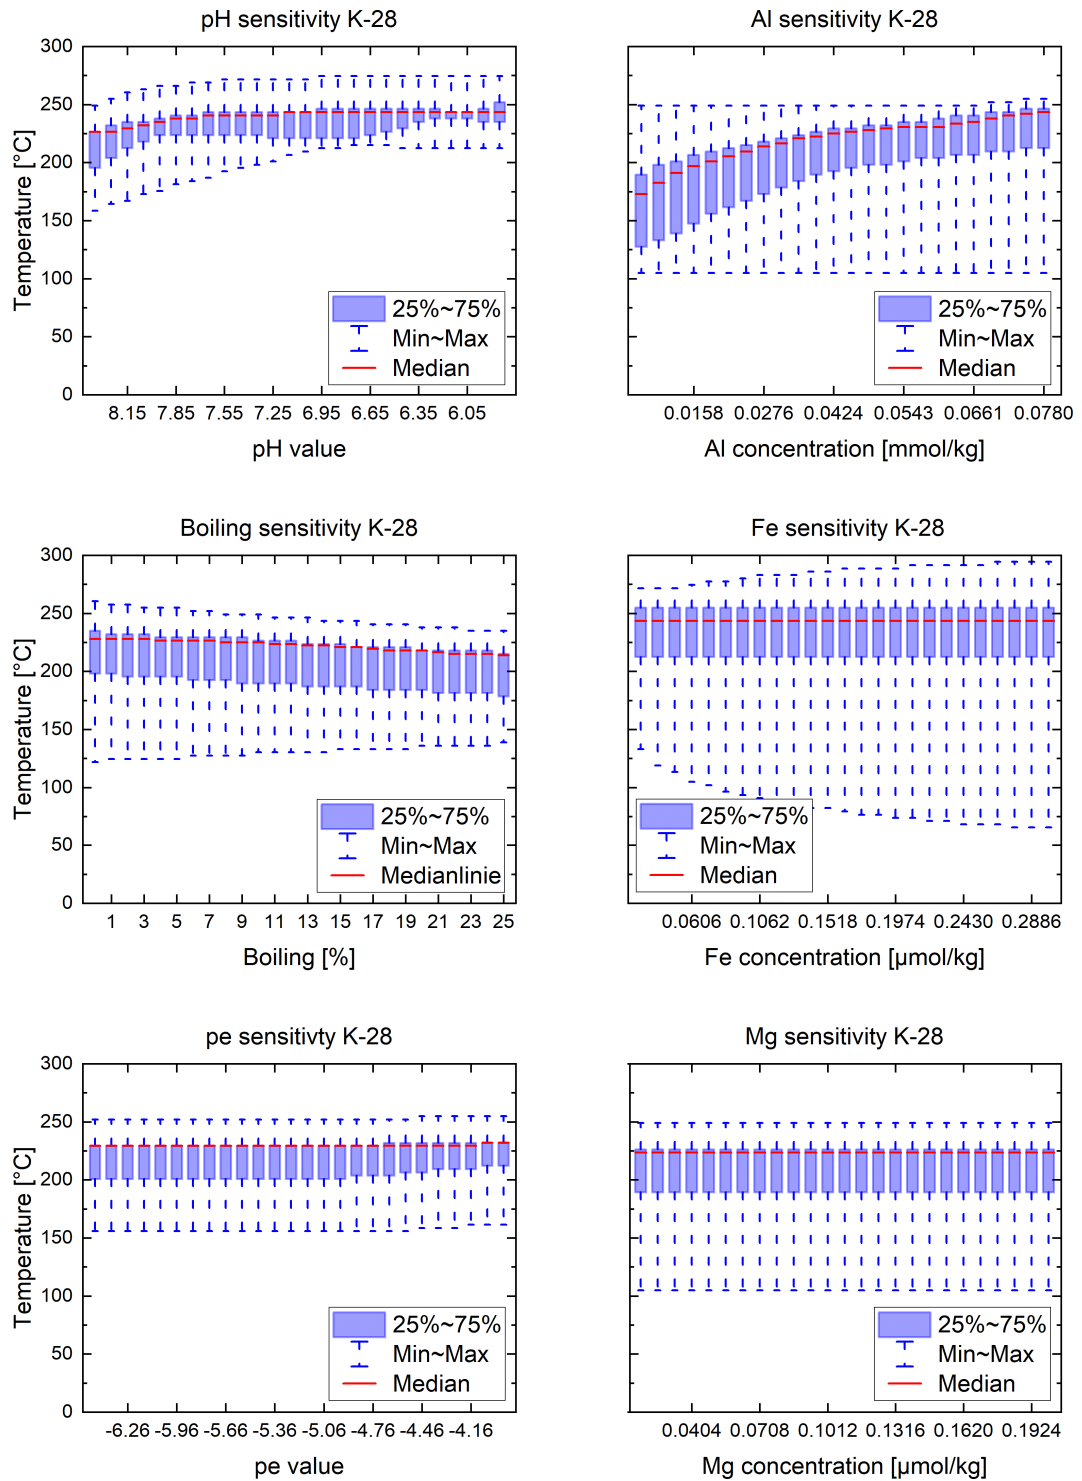 pH sensitivity K-28
300
250
200
150
100
50
0
Temperature [°C]
25%~75%
Min~Max
Median
8.15 7.85 7.55 7.25 6.95 6.65 6.35 6.05
pH value
Al sensitivity K-28
25%~75%
Min~Max
Median
0.0158 0.0276 0.0424 0.0543 0.0661 0.0780
Al concentration [mmol/kg]
Boiling sensitivity K-28
300
250
200
150
100
50
0
Temperature [°C]
25%~75%
Min~Max
Medianlinie
1 3 5 7 9 11 13 15 17 19 21 23 25
Boiling [%]
Fe sensitivity K-28
25%~75%
Min~Max
Median
0.0606 0.1062 0.1518 0.1974 0.2430 0.2886
Fe concentration [µmol/kg]
pe sensitivty K-28
300
250
200
150
100
50
0
Temperature [°C]
25%~75%
Min~Max
Median
-6.26 -5.96 -5.66 -5.36 -5.06 -4.76 -4.46 -4.16
pe value
Mg sensitivity K-28
25%~75%
Min~Max
Median
0.0404 0.0708 0.1012 0.1316 0.1620 0.1924
Mg concentration [µmol/kg]